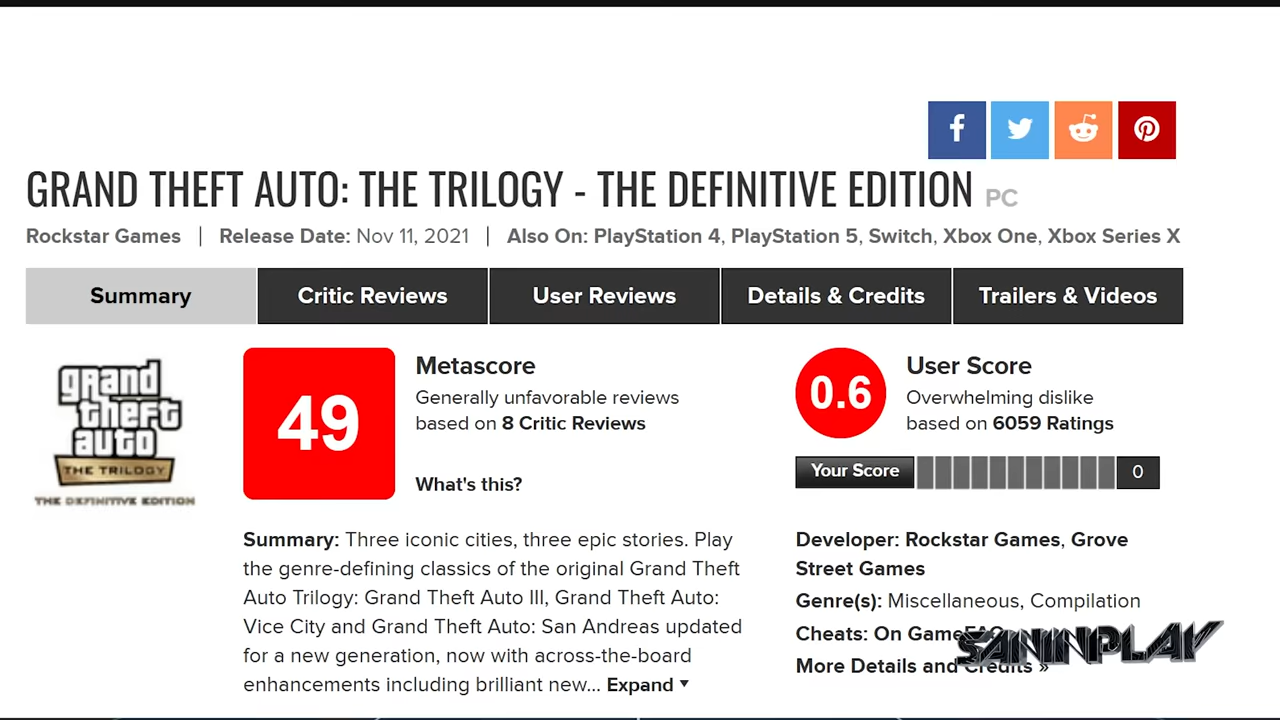 GRAND THEFT AUTO: THE TRILOGY - THE DEFINITIVE EDITION PC
Rockstar Games | Release Date: Nov 11, 2021 | Also On: PlayStation 4, PlayStation 5, Switch, Xbox One, Xbox Series X
Summary
Critic Reviews
User Reviews
Details & Credits
Trailers & Videos
grand
theft
auto
THE TRILOGY
THE DEFINITIVE EDITION
49
Metascore
Generally unfavorable reviews
based on 8 Critic Reviews
What's this?
Summary: Three iconic cities, three epic stories. Play
the genre-defining classics of the original Grand Theft
Auto Trilogy: Grand Theft Auto III, Grand Theft Auto:
Vice City and Grand Theft Auto: San Andreas updated
for a new generation, now with across-the-board
enhancements including brilliant new... Expand
0.6
User Score
Overwhelming dislike
based on 6059 Ratings
Your Score
0
Developer: Rockstar Games, Grove
Street Games
Genre(s): Miscellaneous, Compilation
Cheats: On GameFAQs
More Details and Credits »
SANINPLAY